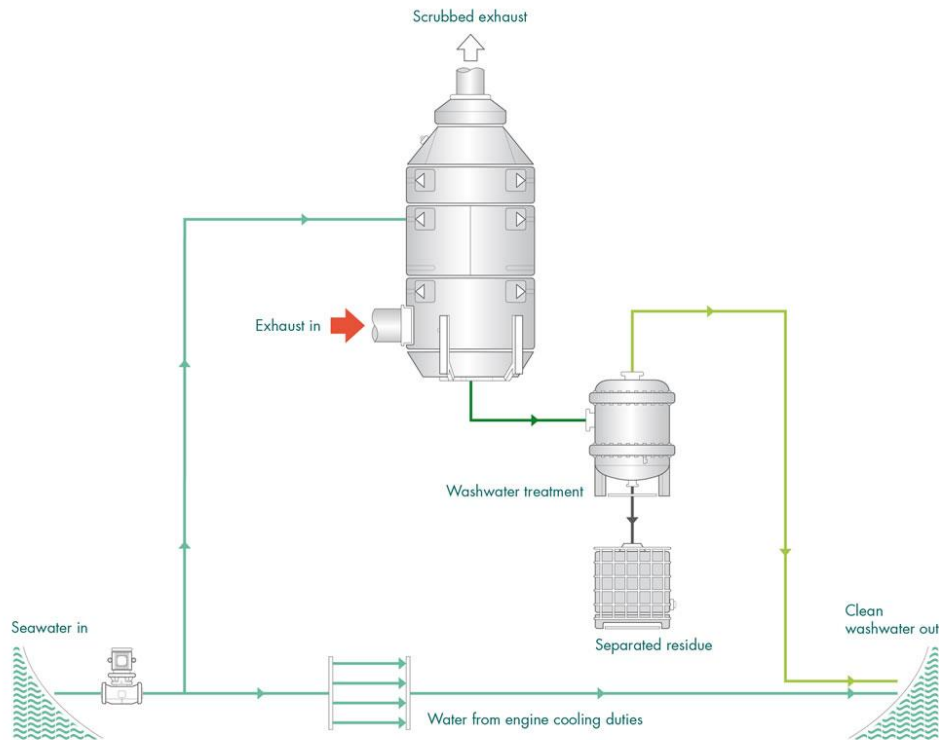 Scrubbed exhaust
Exhaust in
Washwater treatment
Seawater in
Clean
washwater out
Separated residue
Water from engine cooling duties